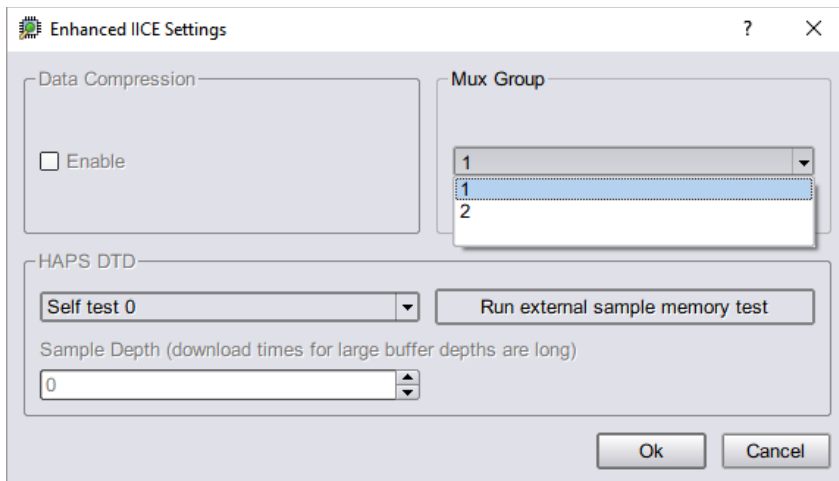 Enhanced IICE Settings
?
Data Compression
Enable
Mux Group
1
1
2
HAPS DTD
Self test 0
Run external sample memory test
Sample Depth (download times for large buffer depths are long)
0
Ok
Cancel